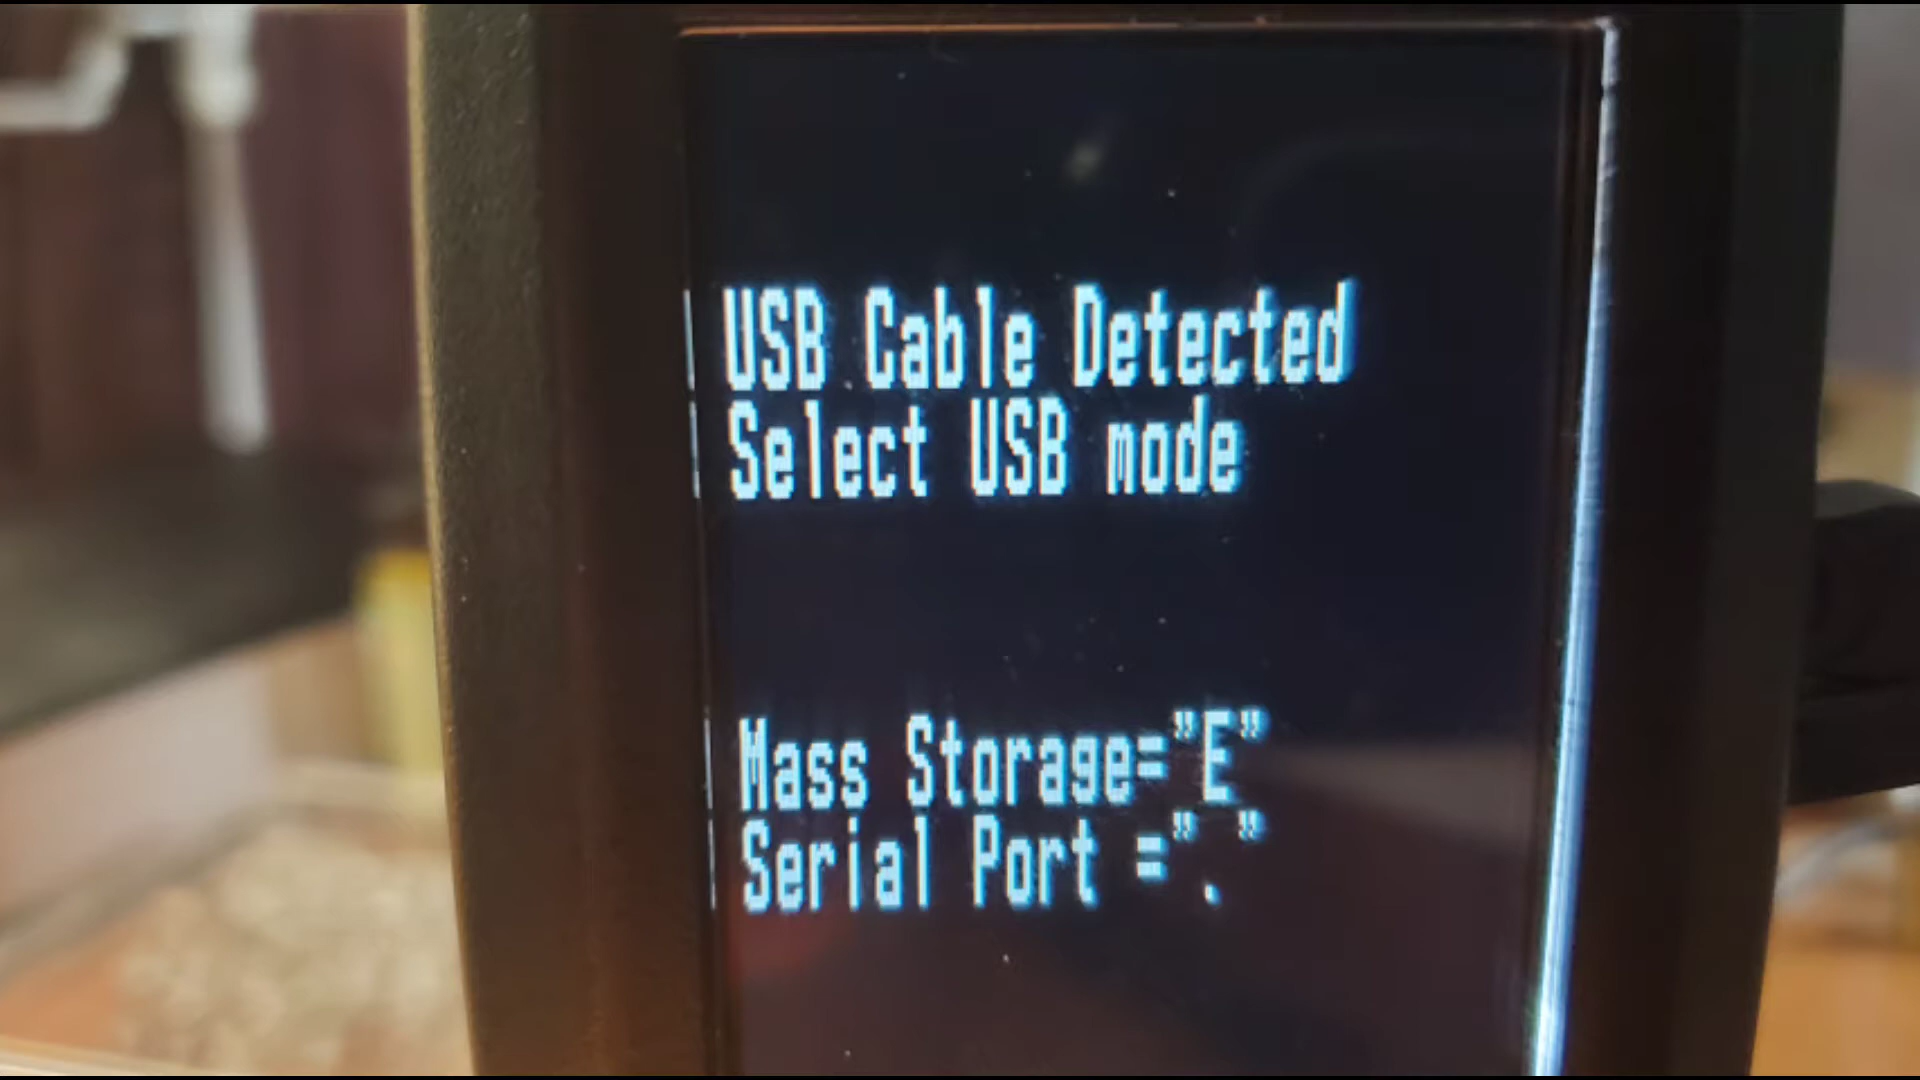 USB Cable Detected
Select USB mode
Mass Storage="E"
Serial Port =". "